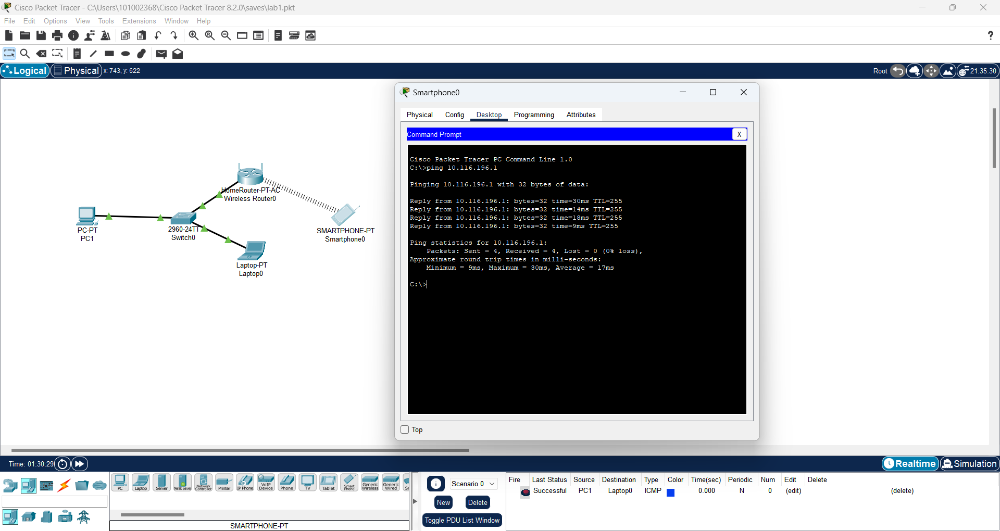 Cisco Packet Tracer - C:\Users\101002368\Cisco Packet Tracer 8.2.0\saves\lab1.pkt
File Edit Options View Tools Extensions Window Help
?
Logical Physical x: 743, y: 622 Root 21:35:30
Smartphone0
Physical Config Desktop Programming Attributes
Command Prompt X
Cisco Packet Tracer PC Command Line 1.0
C:\>ping 10.116.196.1
Pinging 10.116.196.1 with 32 bytes of data:
Reply from 10.116.196.1: bytes=32 time=30ms TTL=255
Reply from 10.116.196.1: bytes=32 time=14ms TTL=255
Reply from 10.116.196.1: bytes=32 time=18ms TTL=255
Reply from 10.116.196.1: bytes=32 time=9ms TTL=255
Ping statistics for 10.116.196.1:
Packets: Sent = 4, Received = 4, Lost = 0 (0% loss),
Approximate round trip times in milli-seconds:
Minimum = 9ms, Maximum = 30ms, Average = 17ms
C:\>
Top
HomeRouter-PT-AC
Wireless Router0
PC-PT
PC1
2960-24TT
Switch0
SMARTPHONE-PT
Smartphone0
Laptop-PT
Laptop0
Time: 01:30:29 Realtime Simulation
PC Laptop Server MerakiServer Network Controller Printer IP Phone VoIP Device Phone TV Tablet Smart Phone Generic Wireless Generic Wired
SMARTPHONE-PT
Scenario 0
New Delete
Toggle PDU List Window
Fire Last Status Source Destination Type Color Time(sec) Periodic Num Edit Delete
Successful PC1 Laptop0 ICMP 0.000 N 0 (edit) (delete)